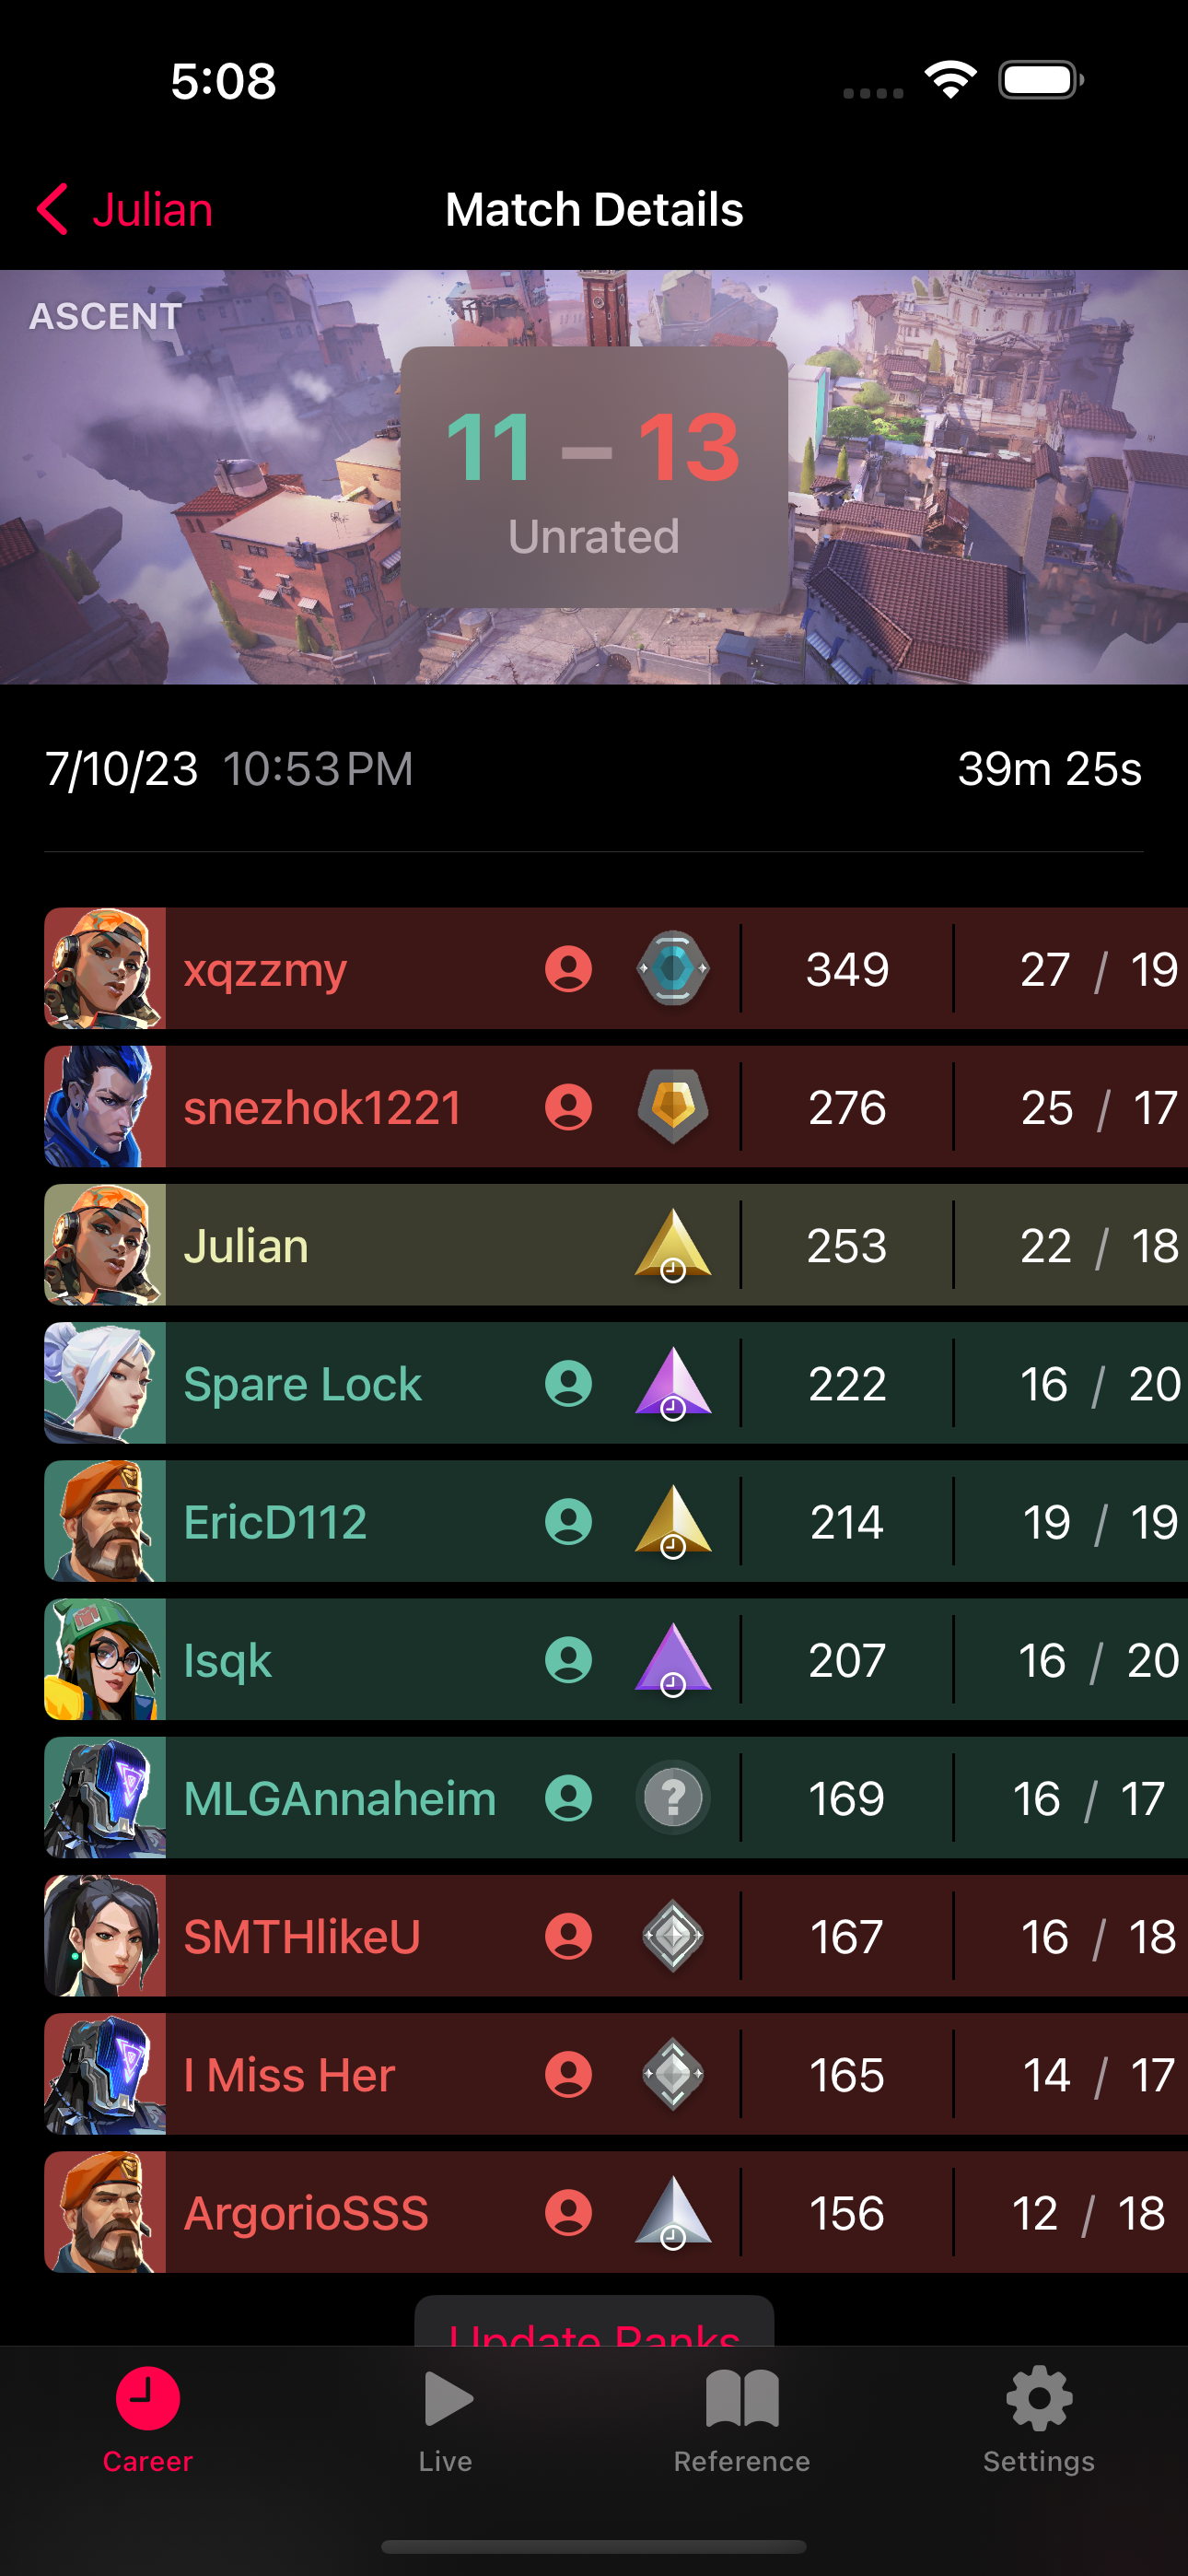 5:08
Julian
Match Details
ASCENT
11 – 13
Unrated
7/10/23 10:53 PM 39m 25s
xqzzmy 349 27 / 19
snezhok1221 276 25 / 17
Julian 253 22 / 18
Spare Lock 222 16 / 20
EricD112 214 19 / 19
Isqk ? 207 16 / 20
MLGAnnaheim ? 169 16 / 17
SMTHlikeU 167 16 / 18
I Miss Her 165 14 / 17
ArgorioSSS 156 12 / 18
Update Ranks
Career Live Reference Settings